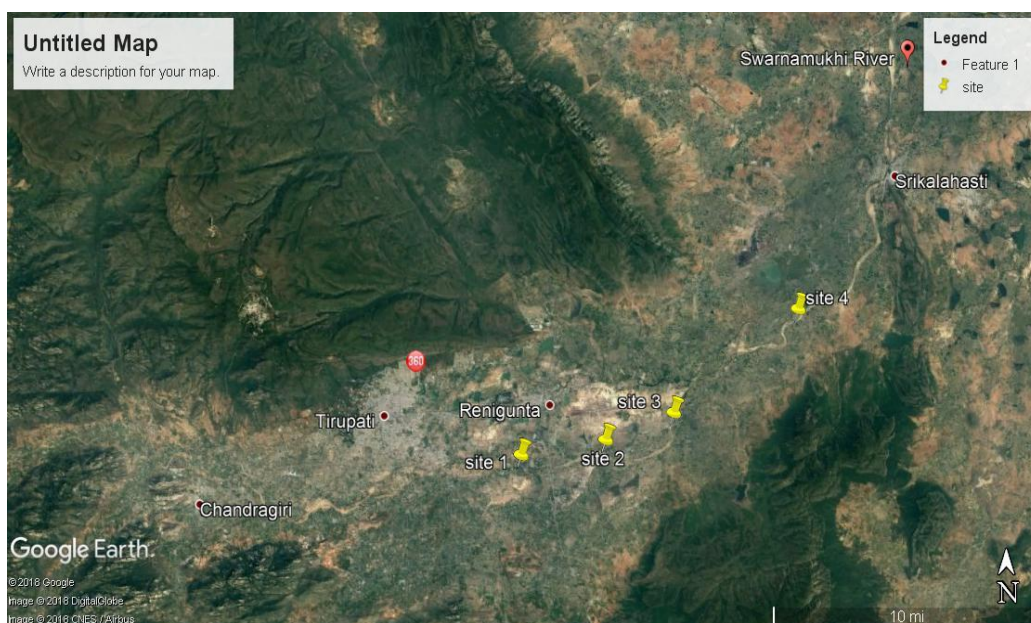 Untitled Map
Write a description for your map.
Legend
Feature 1
site
Swarnamukhi River
Srikalahasti
site 4
360
site 3
Renigunta
Tirupati
site 1
site 2
Chandragiri
Google Earth
© 2018 Google
Image © 2018 DigitalGlobe
Image © 2018 CNES / Airbus
N
10 mi